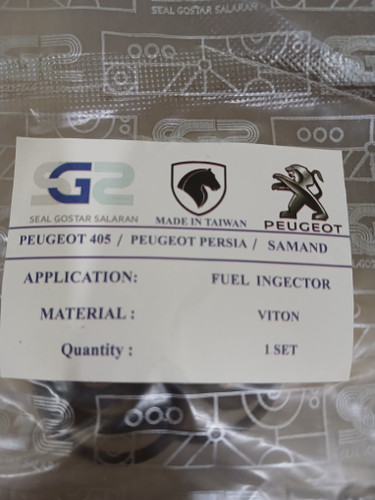 SEAL GOSTAR SALARAN
SGS
SEAL GOSTAR SALARAN
MADE IN TAIWAN
PEUGEOT
PEUGEOT 405 / PEUGEOT PERSIA / SAMAND
APPLICATION: FUEL INGECTOR
MATERIAL : VITON
Quantity : 1 SET